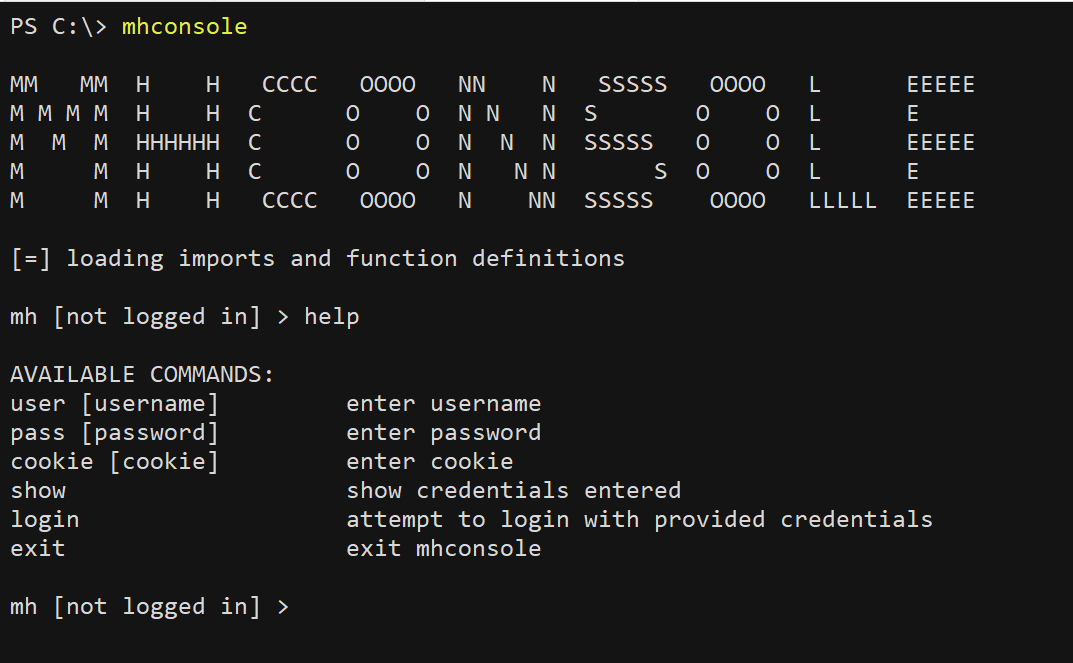 PS C:\> mhconsole
MM   MM  H    H   CCCC   OOOO   NN    N   SSSSS   OOOO   L      EEEEE
M M M M  H    H  C      O    O  N N   N  S       O    O  L      E
M  M  M  HHHHHH  C      O    O  N  N  N  SSSSS   O    O  L      EEEEE
M     M  H    H  C      O    O  N   N N       S  O    O  L      E
M     M  H    H   CCCC   OOOO   N    NN  SSSSS    OOOO   LLLLL  EEEEE
[=] loading imports and function definitions
mh [not logged in] > help
AVAILABLE COMMANDS:
user [username]         enter username
pass [password]         enter password
cookie [cookie]         enter cookie
show                    show credentials entered
login                   attempt to login with provided credentials
exit                    exit mhconsole
mh [not logged in] >